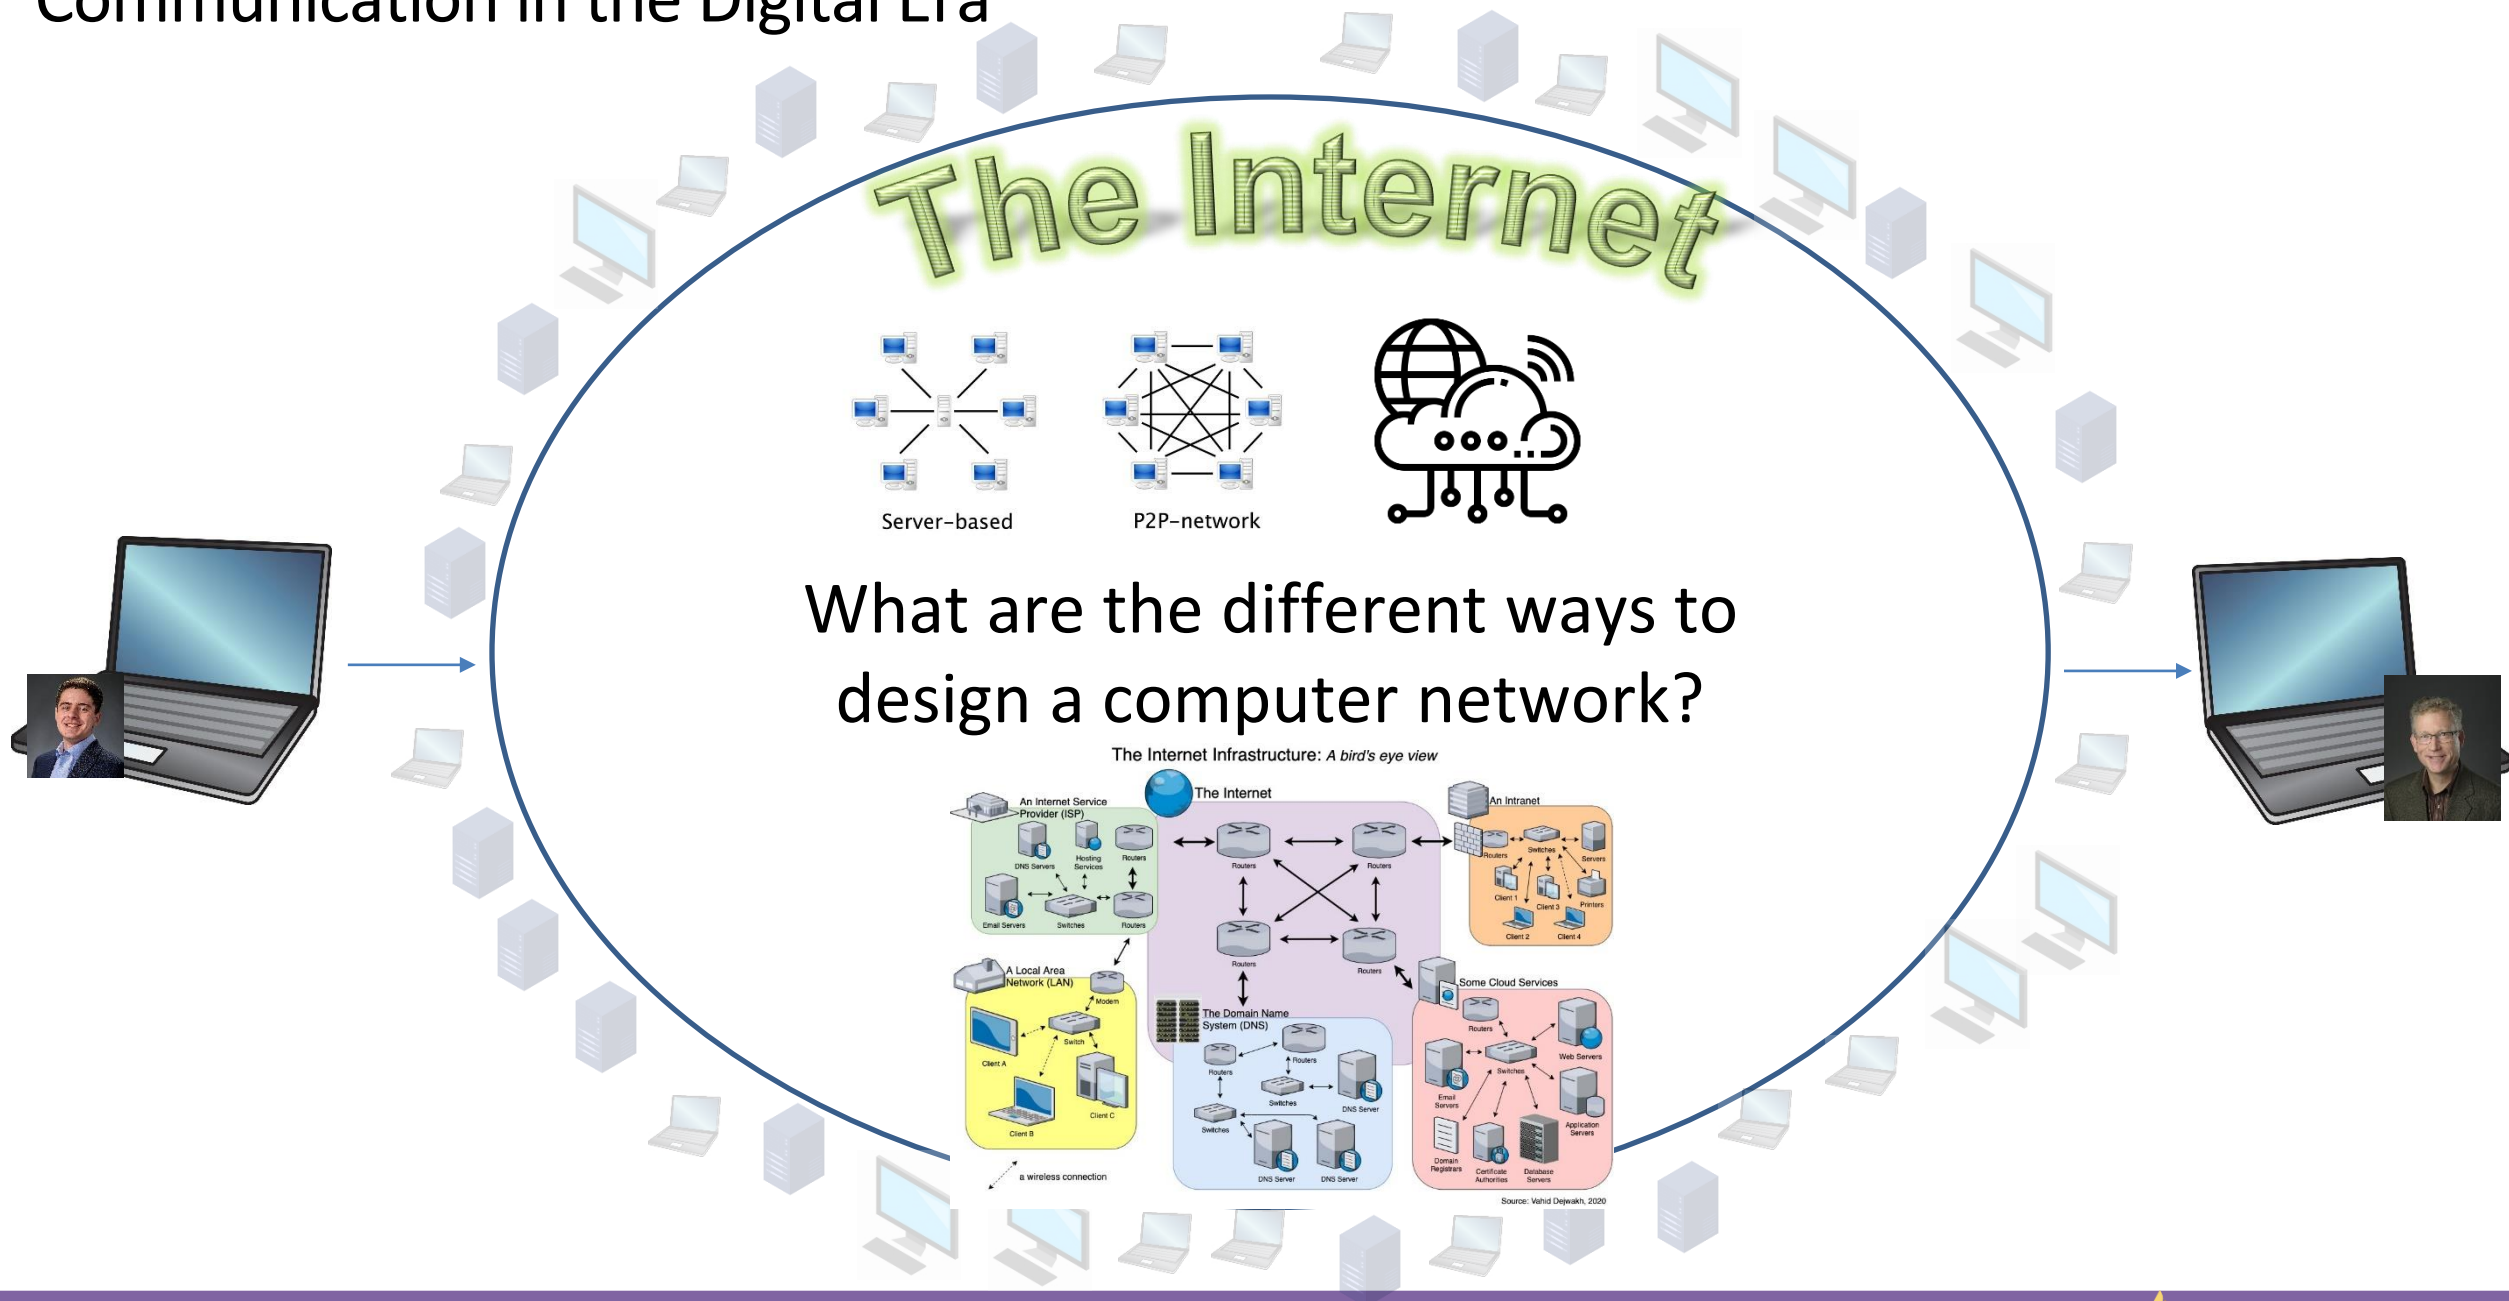 Communication in the Digital Era
The Internet
Server-based
P2P-network
What are the different ways to
design a computer network?
The Internet Infrastructure: A bird's eye view
An Internet Service
Provider (ISP)
DNS Servers
Hosting
Services
Routers
Email Servers
Switches
Routers
The Internet
Routers
Routers
Routers
Routers
An Intranet
Routers
Switches
Servers
Client 1
Client 3
Printers
Client 2
Client 4
A Local Area
Network (LAN)
Modem
Switch
Client A
Client C
Client B
a wireless connection
The Domain Name
System (DNS)
Routers
Routers
Switches
DNS Server
Switches
DNS Server
DNS Server
Some Cloud Services
Routers
Web Servers
Switches
Email
Servers
Application
Servers
Domain
Registrars
Certificate
Authorities
Database
Servers
Source: Vahid Dejwakh, 2020